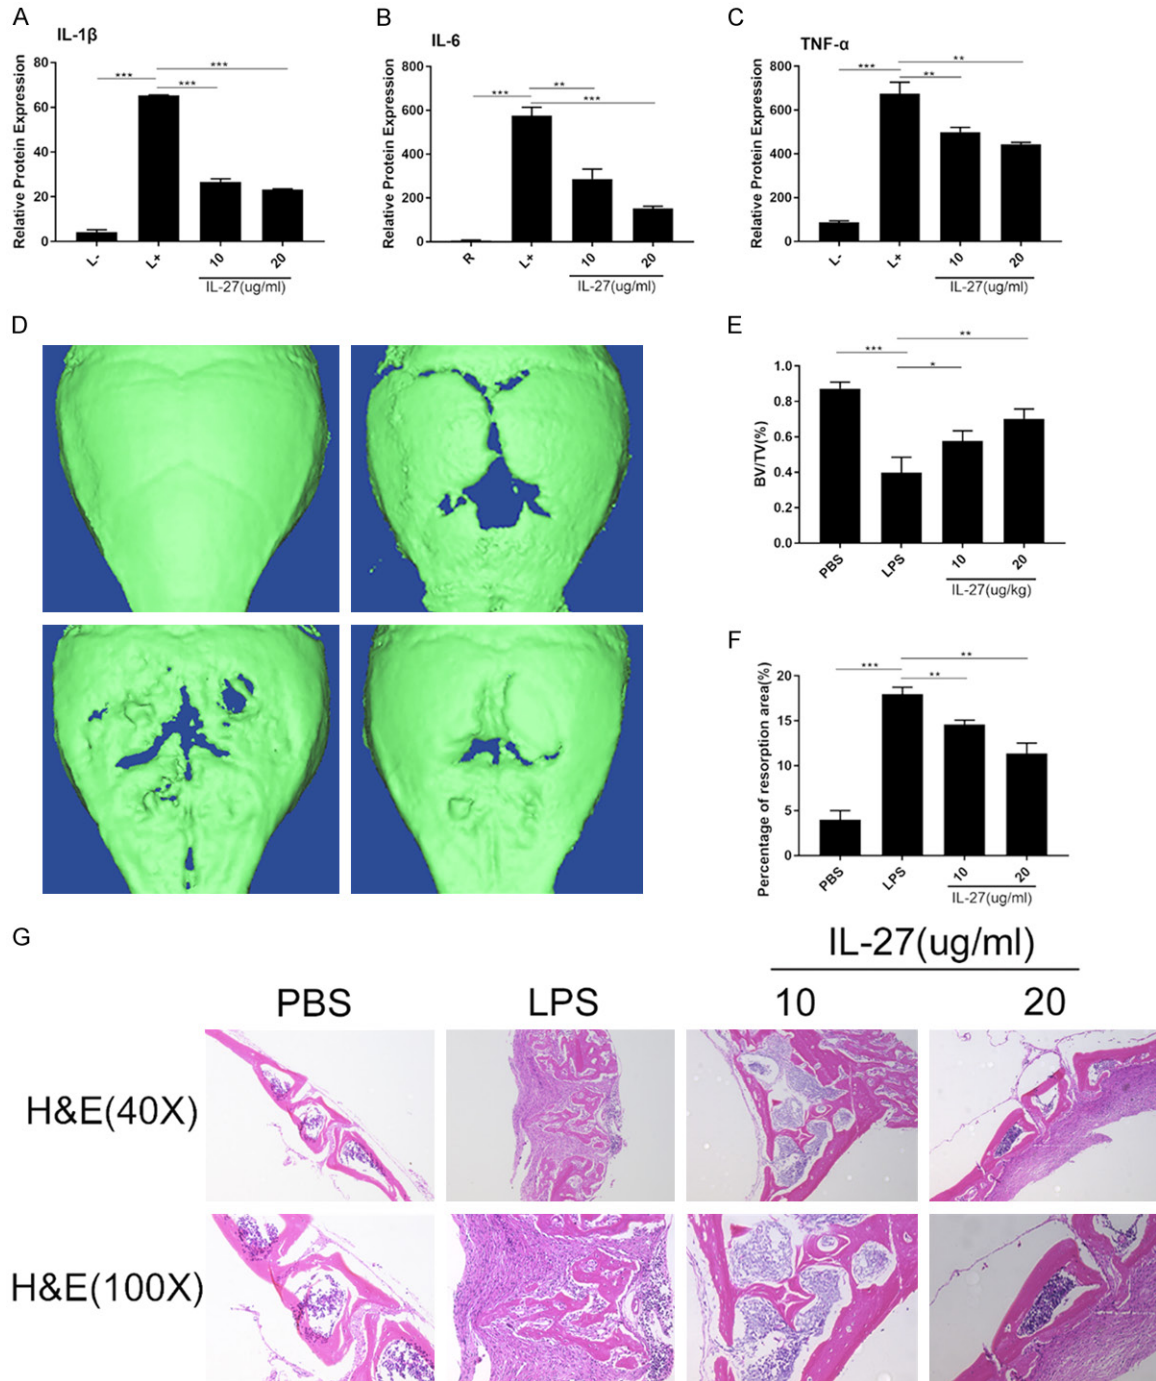 A
IL-1β
Relative Protein Expression
80
60
40
20
0
***
***
***
L-
L+
10
20
IL-27(ug/ml)
B
IL-6
Relative Protein Expression
800
600
400
200
0
***
**
***
R
L+
10
20
IL-27(ug/ml)
C
TNF-α
Relative Protein Expression
800
600
400
200
0
***
**
**
L-
L+
10
20
IL-27(ug/ml)
D
E
BV/TV(%)
1.0
0.8
0.6
0.4
0.2
0.0
***
**
*
PBS
LPS
10
20
IL-27(ug/kg)
F
Percentage of resorption area(%)
20
15
10
5
0
***
**
**
PBS
LPS
10
20
IL-27(ug/ml)
G
IL-27(ug/ml)
PBS LPS 10 20
H&E(40X)
H&E(100X)